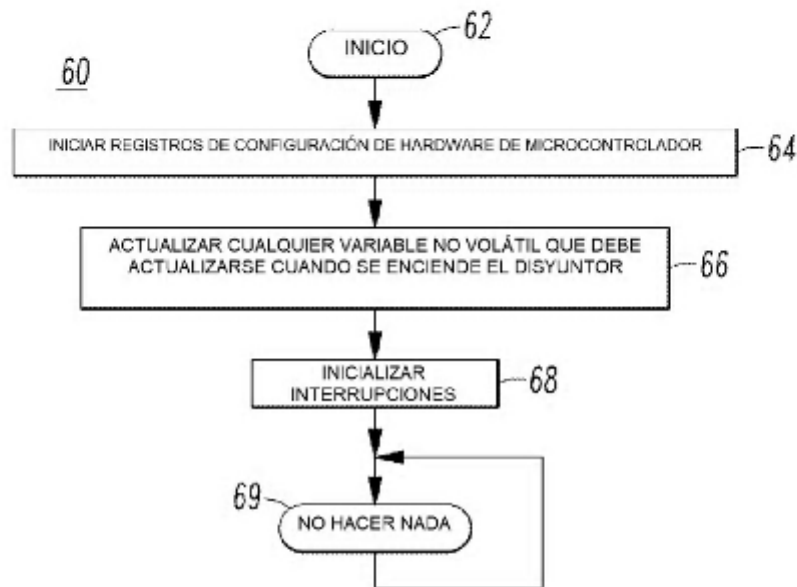 62
INICIO
60
INICIAR REGISTROS DE CONFIGURACIÓN DE HARDWARE DE MICROCONTROLADOR
64
ACTUALIZAR CUALQUIER VARIABLE NO VOLÁTIL QUE DEBE
ACTUALIZARSE CUANDO SE ENCIENDE EL DISYUNTOR
66
INICIALIZAR
INTERRUPCIONES
68
69
NO HACER NADA